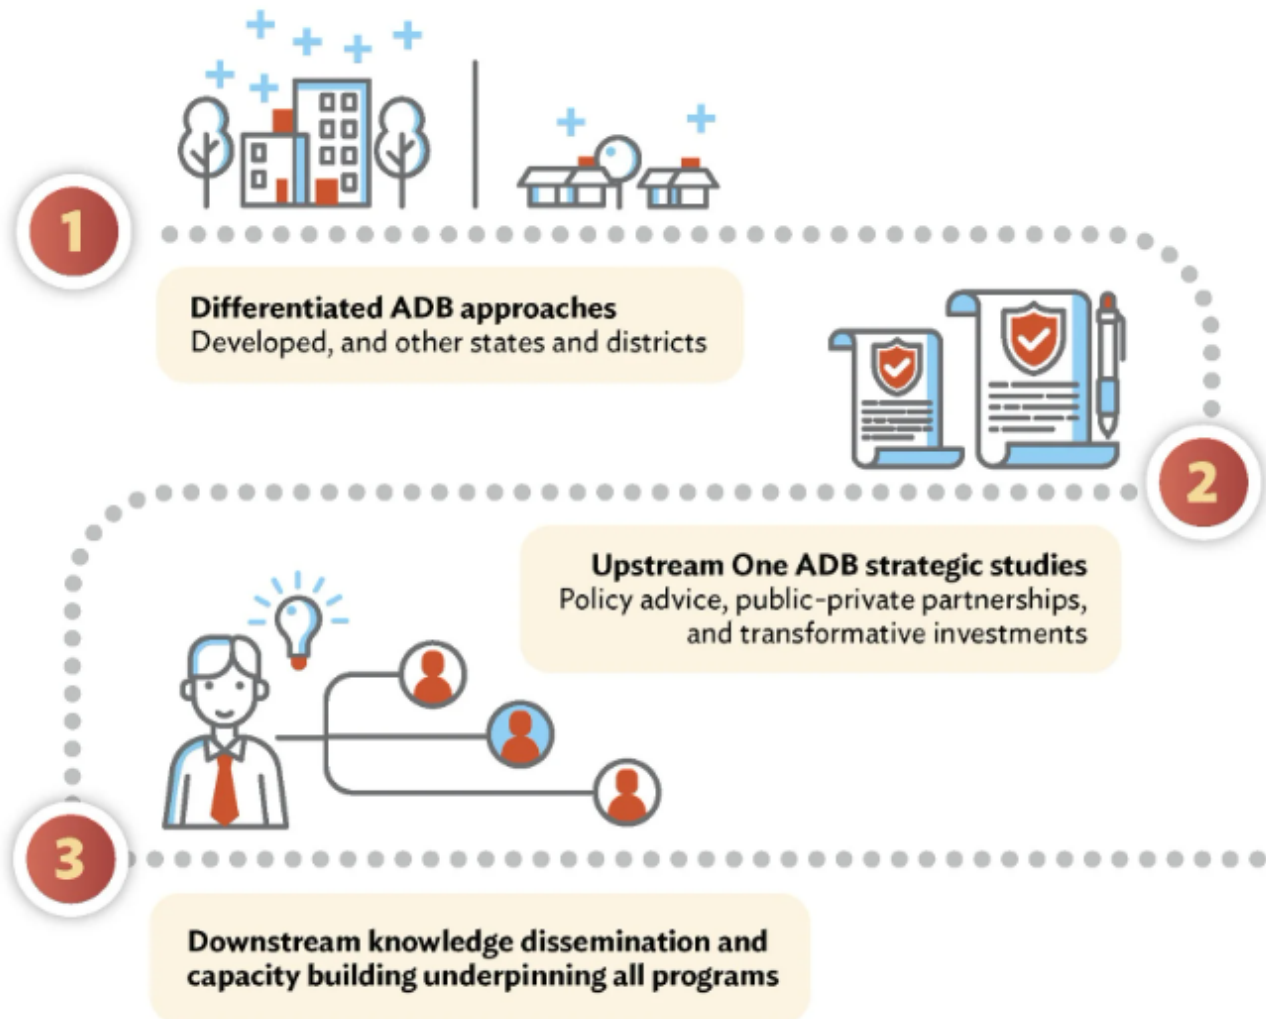 1
Differentiated ADB approaches
Developed, and other states and districts
2
Upstream One ADB strategic studies
Policy advice, public-private partnerships,
and transformative investments
3
Downstream knowledge dissemination and
capacity building underpinning all programs